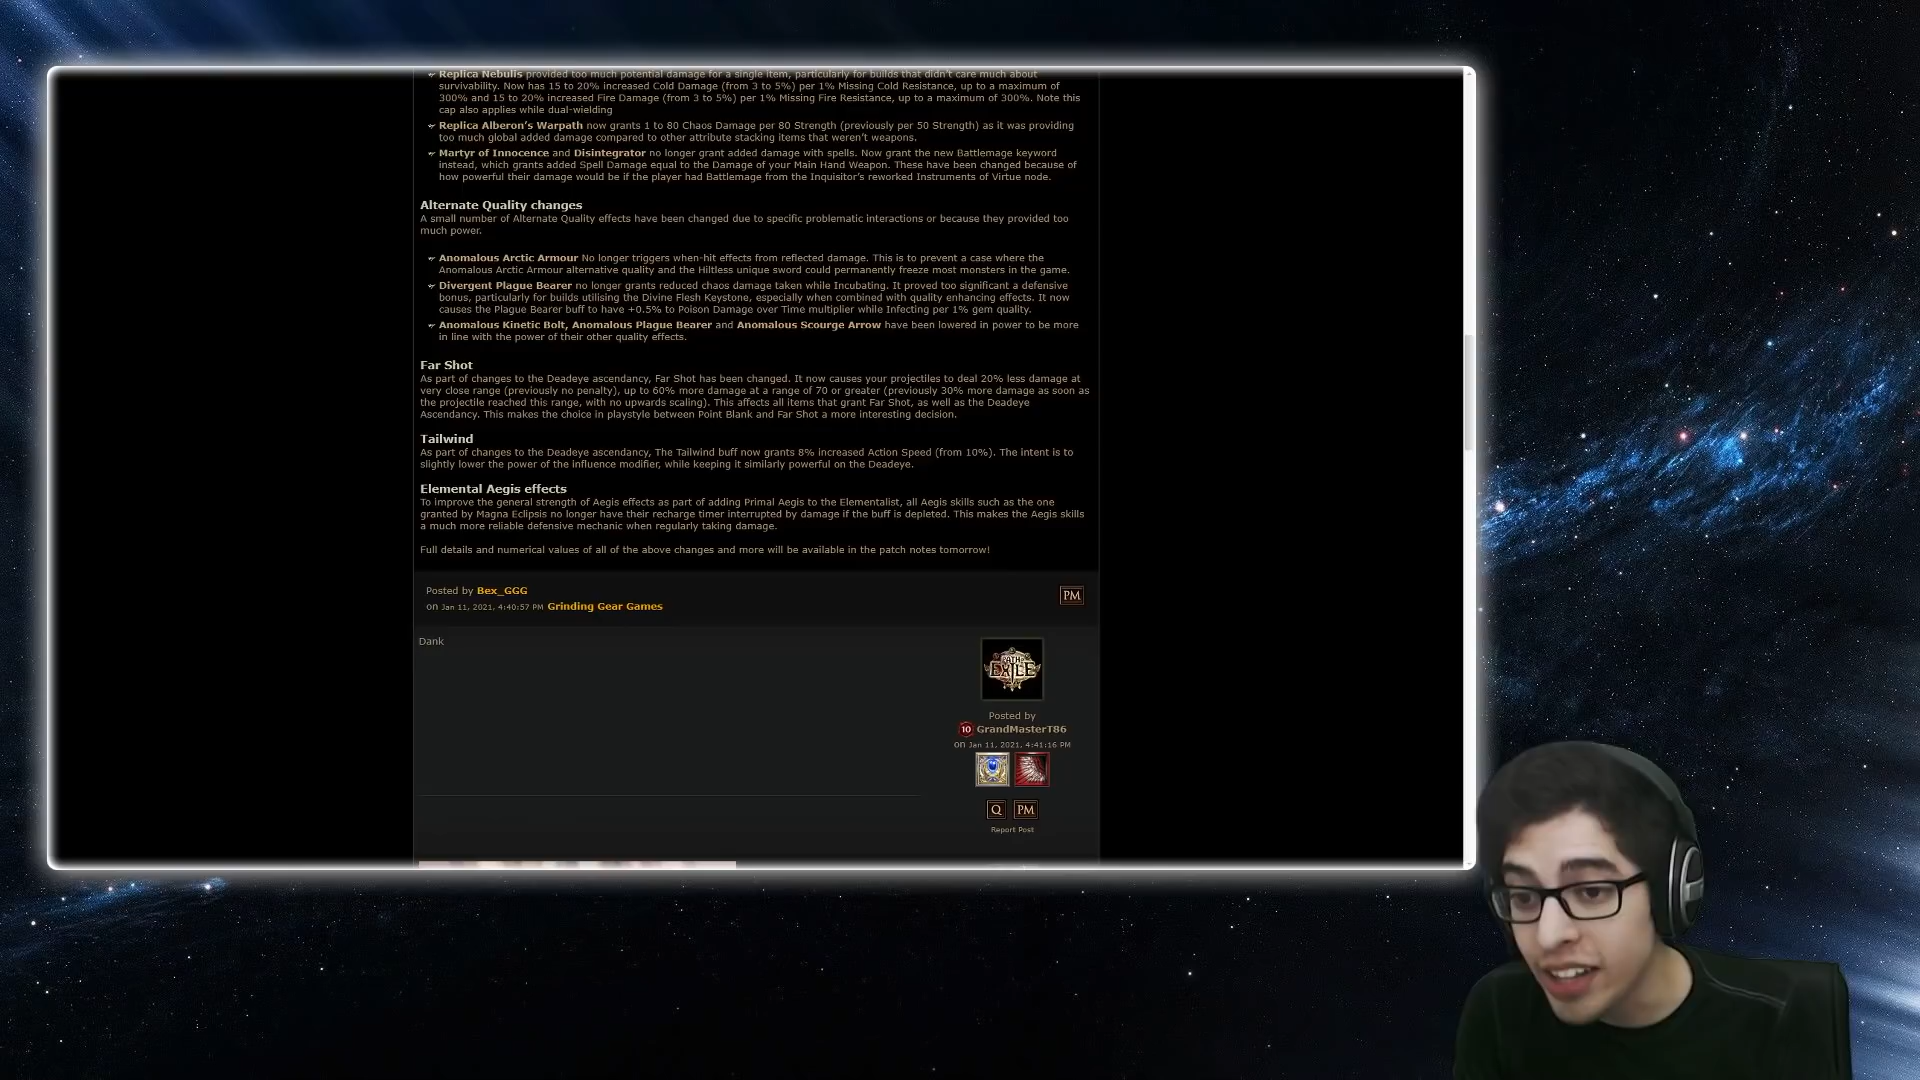 Replica Nebulis provided too much potential damage for a single item, particularly for builds that didn't care much about
survivability. Now has 15 to 20% increased Cold Damage (from 3 to 5%) per 1% Missing Cold Resistance, up to a maximum of
300% and 15 to 20% increased Fire Damage (from 3 to 5%) per 1% Missing Fire Resistance, up to a maximum of 300%. Note this
cap also applies while dual-wielding
Replica Alberon's Warpath now grants 1 to 80 Chaos Damage per 80 Strength (previously per 50 Strength) as it was providing
too much global added damage compared to other attribute stacking items that weren't weapons.
Martyr of Innocence and Disintegrator no longer grant added damage with spells. Now grant the new Battlemage keyword
instead, which grants added Spell Damage equal to the Damage of your Main Hand Weapon. These have been changed because of
how powerful their damage would be if the player had Battlemage from the Inquisitor's reworked Instruments of Virtue node.
Alternate Quality changes
A small number of Alternate Quality effects have been changed due to specific problematic interactions or because they provided too
much power.
Anomalous Arctic Armour No longer triggers when-hit effects from reflected damage. This is to prevent a case where the
Anomalous Arctic Armour alternative quality and the Hiltless unique sword could permanently freeze most monsters in the game.
Divergent Plague Bearer no longer grants reduced chaos damage taken while Incubating. It proved too significant a defensive
bonus, particularly for builds utilising the Divine Flesh Keystone, especially when combined with quality enhancing effects. It now
causes the Plague Bearer buff to have +0.5% to Poison Damage over Time multiplier while Infecting per 1% gem quality.
Anomalous Kinetic Bolt, Anomalous Plague Bearer and Anomalous Scourge Arrow have been lowered in power to be more
in line with the power of their other quality effects.
Far Shot
As part of changes to the Deadeye ascendancy, Far Shot has been changed. It now causes your projectiles to deal 20% less damage at
very close range (previously no penalty), up to 60% more damage at a range of 70 or greater (previously 30% more damage as soon as
the projectile reached this range, with no upwards scaling). This affects all items that grant Far Shot, as well as the Deadeye
Ascendancy. This makes the choice in playstyle between Point Blank and Far Shot a more interesting decision.
Tailwind
As part of changes to the Deadeye ascendancy, The Tailwind buff now grants 8% increased Action Speed (from 10%). The intent is to
slightly lower the power of the influence modifier, while keeping it similarly powerful on the Deadeye.
Elemental Aegis effects
To improve the general strength of Aegis effects as part of adding Primal Aegis to the Elementalist, all Aegis skills such as the one
granted by Magna Eclipsis no longer have their recharge timer interrupted by damage if the buff is depleted. This makes the Aegis skills
a much more reliable defensive mechanic when regularly taking damage.
Full details and numerical values of all of the above changes and more will be available in the patch notes tomorrow!
Posted by Bex_GGG
on Jan 11, 2021, 4:40:57 PM Grinding Gear Games
PM
Dank
PATH OF
EXILE
Posted by
10 GrandMasterT86
on Jan 11, 2021, 4:41:16 PM
Q PM
Report Post